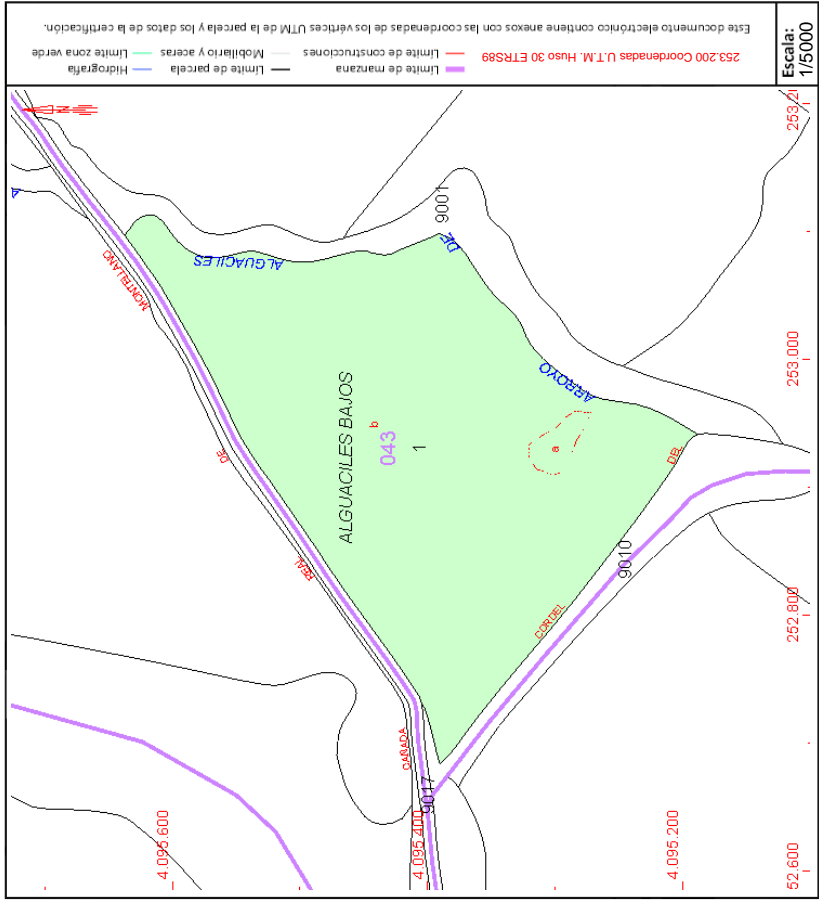 Escala:
1/5000
253.200 Coordenadas U.T.M. Huso 30 ETRS89
Límite de manzana
Límite de parcela
Hidrografía
Límite de construcciones
Mobiliario y aceras
Límite zona verde
Este documento electrónico contiene anexos con las coordenadas de los vértices UTM de la parcela y los datos de la certificación.
N
A
MONTELLANO
ALGUACILES
9001
DE
DE
ARROYO
ALGUACILES BAJOS
b
043
1
a
DEL
REAL
9010
CORDEL
CAÑADA
9017
4.095.600
4.095.400
4.095.200
253.2
253.000
252.800
52.600